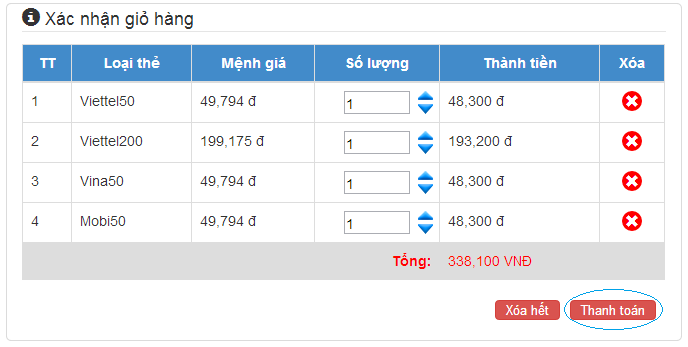 Xác nhận giỏ hàng
TT Loại thẻ Mệnh giá Số lượng Thành tiền Xóa
1 Viettel50 49,794 đ 1 48,300 đ
2 Viettel200 199,175 đ 1 193,200 đ
3 Vina50 49,794 đ 1 48,300 đ
4 Mobi50 49,794 đ 1 48,300 đ
Tổng: 338,100 VNĐ
Xóa hết Thanh toán